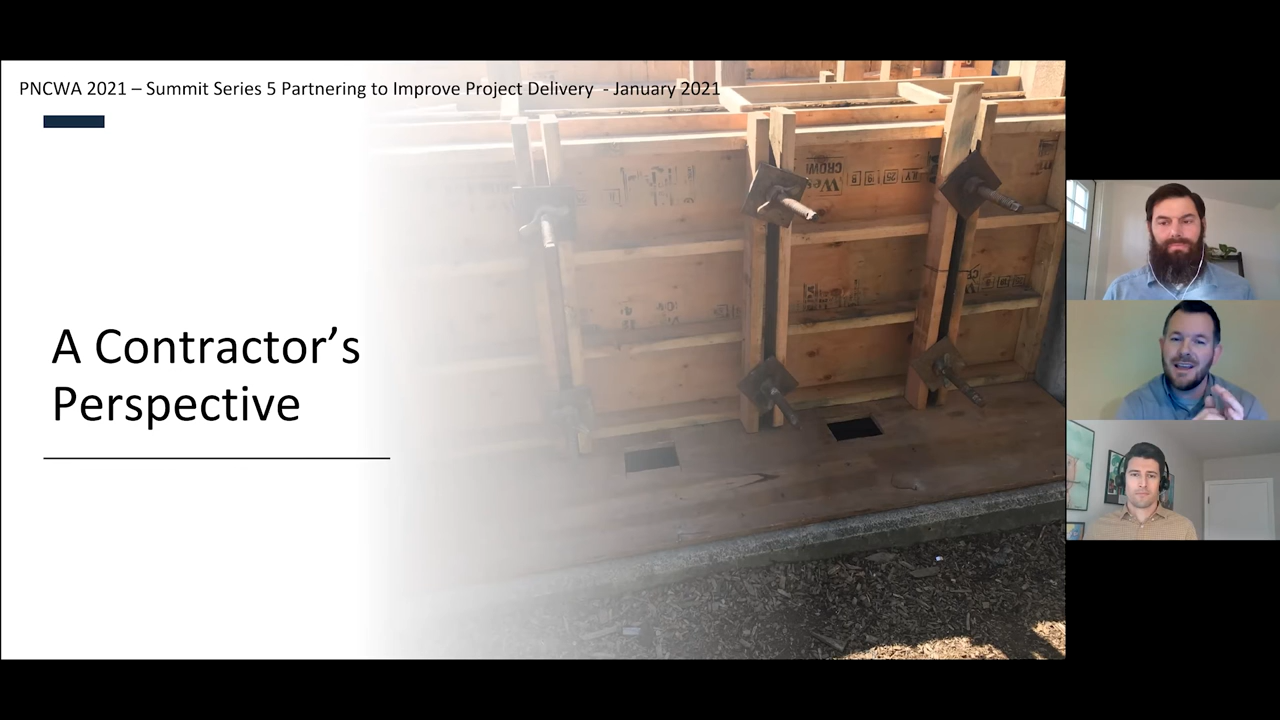 PNCWA 2021 – Summit Series 5 Partnering to Improve Project Delivery - January 2021
A Contractor’s
Perspective